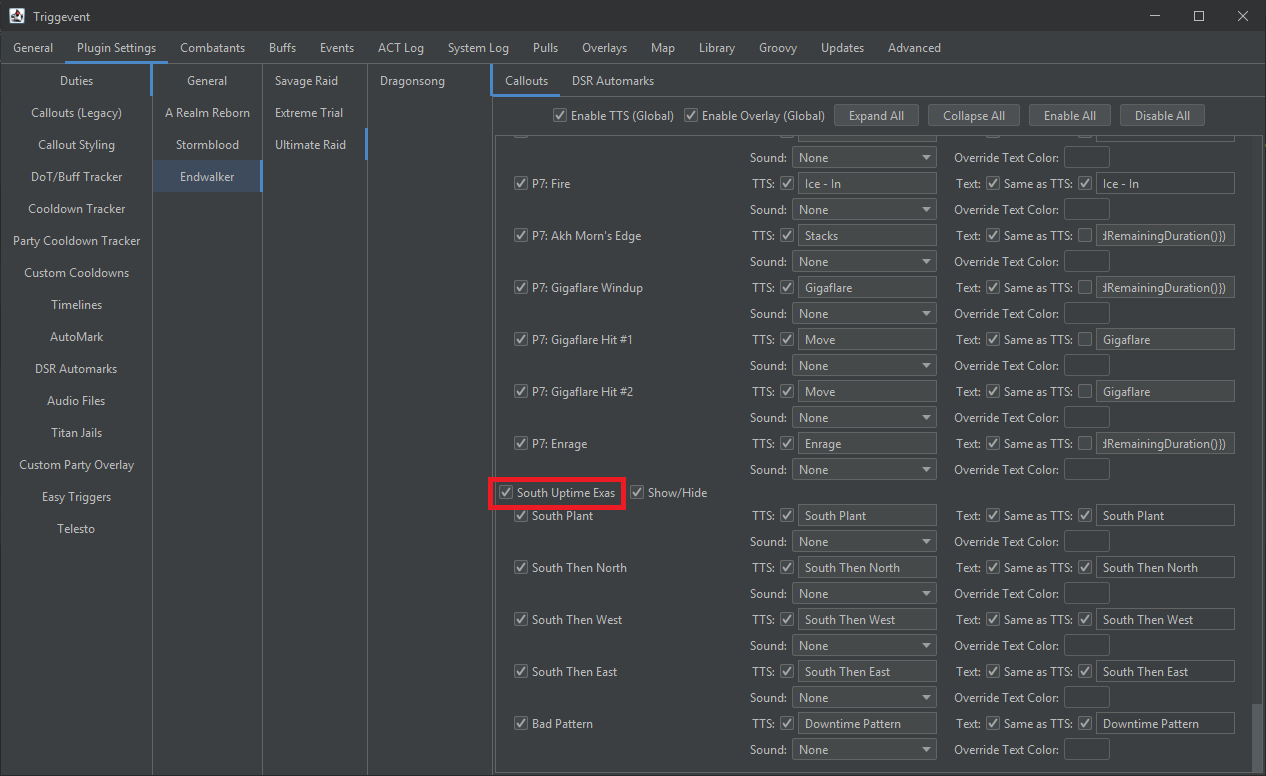 Triggevent
General Plugin Settings Combatants Buffs Events ACT Log System Log Pulls Overlays Map Library Groovy Updates Advanced
Duties
Callouts (Legacy)
Callout Styling
DoT/Buff Tracker
Cooldown Tracker
Party Cooldown Tracker
Custom Cooldowns
Timelines
AutoMark
DSR Automarks
Audio Files
Titan Jails
Custom Party Overlay
Easy Triggers
Telesto
General
A Realm Reborn
Stormblood
Endwalker
Savage Raid
Extreme Trial
Ultimate Raid
Dragonsong
Callouts DSR Automarks
Enable TTS (Global) Enable Overlay (Global) Expand All Collapse All Enable All Disable All
Sound: None Override Text Color:
P7: Fire TTS: Ice - In Text: Same as TTS: Ice - In
Sound: None Override Text Color:
P7: Akh Morn's Edge TTS: Stacks Text: Same as TTS: dRemainingDuration()})
Sound: None Override Text Color:
P7: Gigaflare Windup TTS: Gigaflare Text: Same as TTS: dRemainingDuration()})
Sound: None Override Text Color:
P7: Gigaflare Hit #1 TTS: Move Text: Same as TTS: Gigaflare
Sound: None Override Text Color:
P7: Gigaflare Hit #2 TTS: Move Text: Same as TTS: Gigaflare
Sound: None Override Text Color:
P7: Enrage TTS: Enrage Text: Same as TTS: dRemainingDuration()})
Sound: None Override Text Color:
South Uptime Exas Show/Hide
South Plant TTS: South Plant Text: Same as TTS: South Plant
Sound: None Override Text Color:
South Then North TTS: South Then North Text: Same as TTS: South Then North
Sound: None Override Text Color:
South Then West TTS: South Then West Text: Same as TTS: South Then West
Sound: None Override Text Color:
South Then East TTS: South Then East Text: Same as TTS: South Then East
Sound: None Override Text Color:
Bad Pattern TTS: Downtime Pattern Text: Same as TTS: Downtime Pattern
Sound: None Override Text Color: